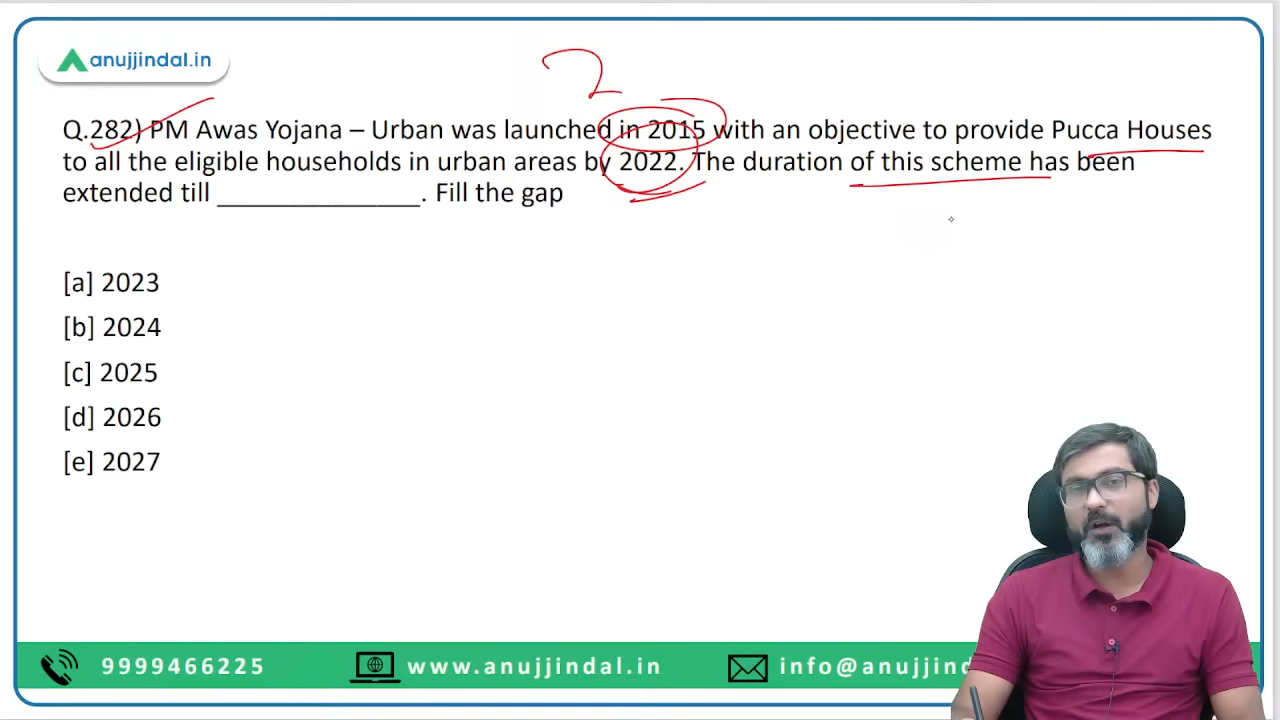 anujjindal.in
2
Q.282) PM Awas Yojana – Urban was launched in 2015 with an objective to provide Pucca Houses
to all the eligible households in urban areas by 2022. The duration of this scheme has been
extended till _______________. Fill the gap
[a] 2023
[b] 2024
[c] 2025
[d] 2026
[e] 2027
9999466225 www.anujjindal.in info@anujjind